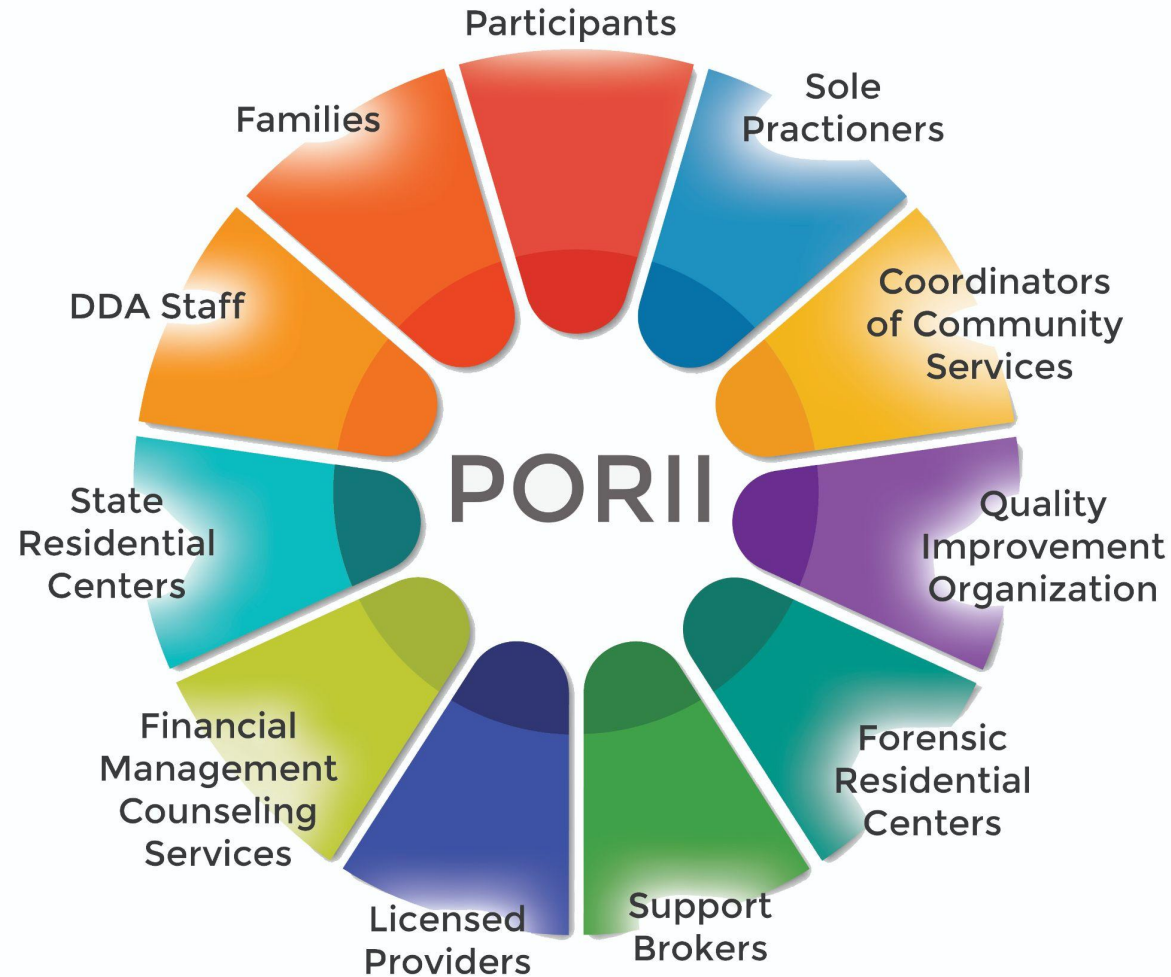 Participants
Sole
Practioners
Coordinators
of Community
Services
Quality
Improvement
Organization
Forensic
Residential
Centers
Support
Brokers
Licensed
Providers
Financial
Management
Counseling
Services
State
Residential
Centers
DDA Staff
Families
PORII